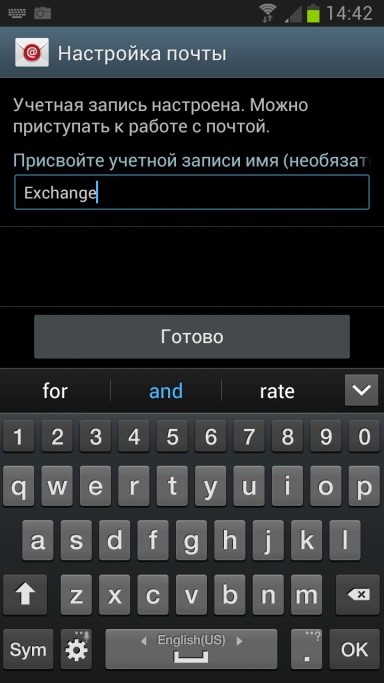 14:42
Настройка почты
Учетная запись настроена. Можно
приступать к работе с почтой.
Присвойте учетной записи имя (необязат
Exchange
Готово
for and rate
1 2 3 4 5 6 7 8 9 0
q w e r t y u i o p
a s d f g h j k l
z x c v b n m
Sym English(US) . ...? OK